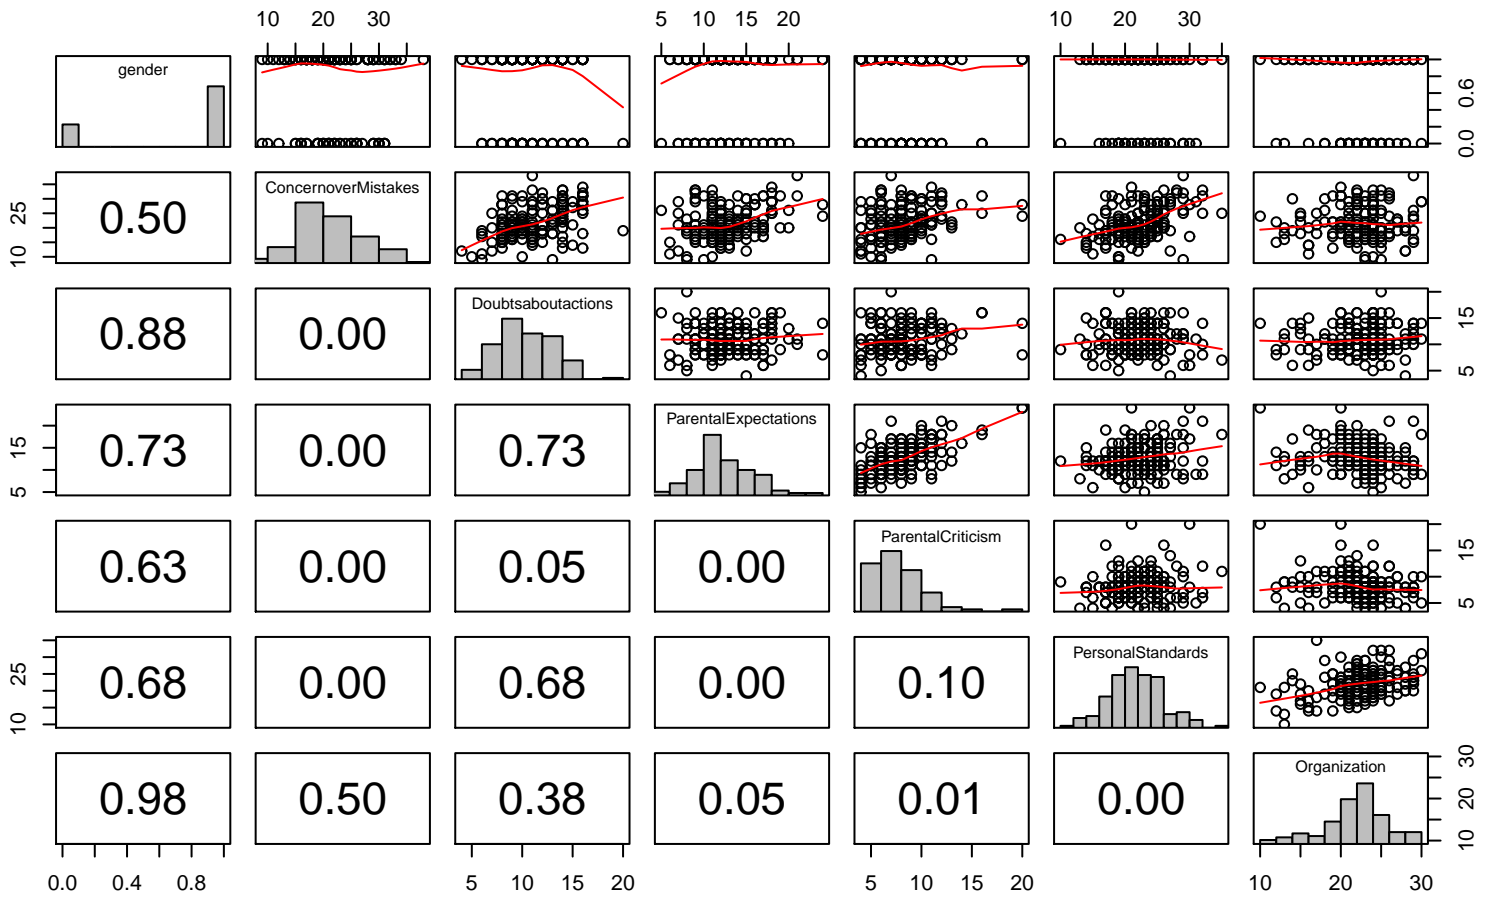 10 20 30 5 10 15 20 10 20 30
gender
0.0 0.6
0.50 ConcernoverMistakes
10 25
0.88 0.00 Doubtsaboutactions
5 15
0.73 0.00 0.73 ParentalExpectations
5 15
0.63 0.00 0.05 0.00 ParentalCriticism
5 15
0.68 0.00 0.68 0.00 0.10 PersonalStandards
10 25
0.98 0.50 0.38 0.05 0.01 0.00 Organization
10 20 30
0.0 0.4 0.8 5 10 15 20 5 10 15 20 10 20 30